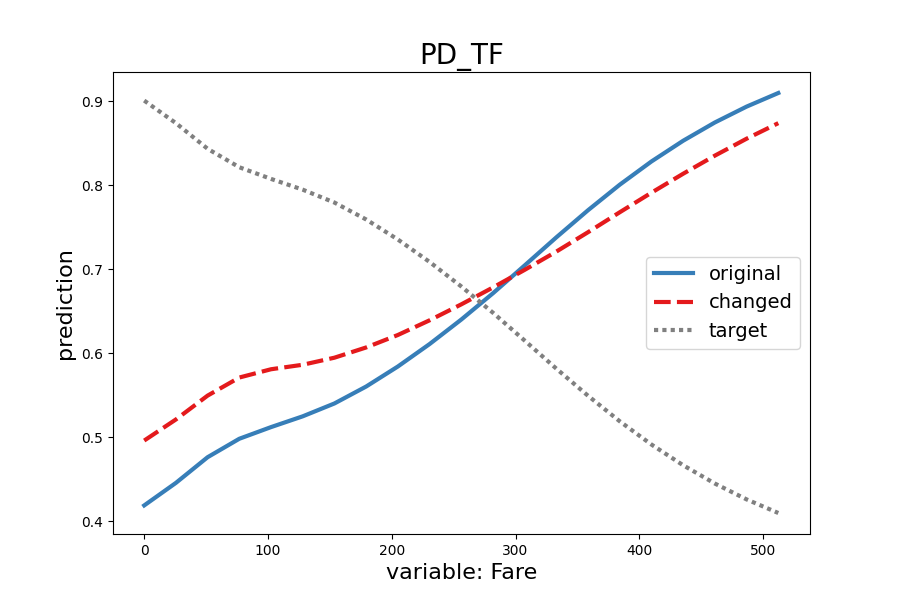 PD_TF
prediction
0.9
0.8
0.7
0.6
0.5
0.4
original
changed
target
0 100 200 300 400 500
variable: Fare